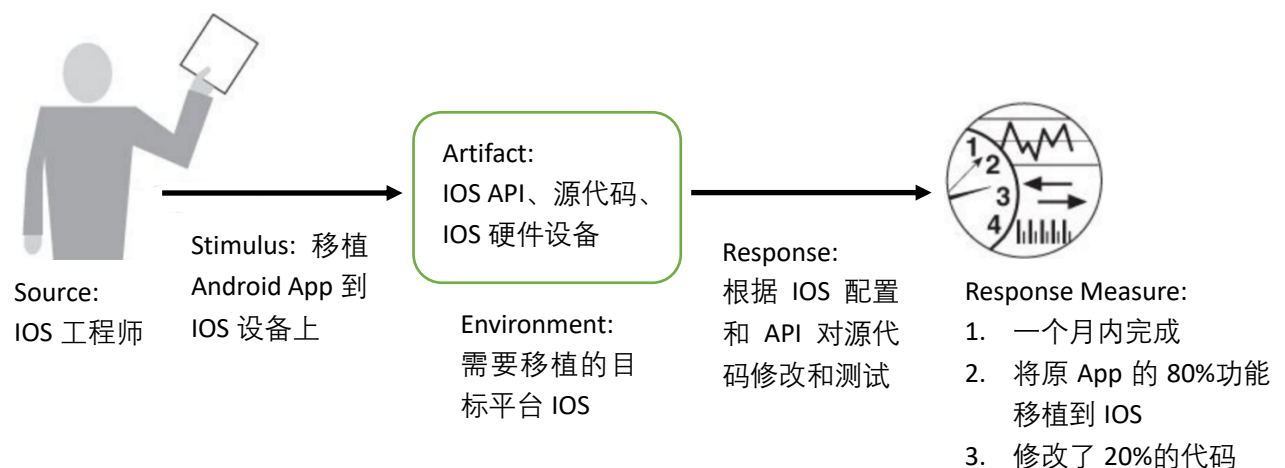 Source:
IOS 工程师
Stimulus: 移植
Android App 到
IOS 设备上
Artifact:
IOS API、源代码、
IOS 硬件设备
Environment:
需要移植的目
标平台 IOS
Response:
根据 IOS 配置
和 API 对源代
码修改和测试
1
2
3
4
Response Measure:
1. 一个月内完成
2. 将原 App 的 80%功能
移植到 IOS
3. 修改了 20%的代码